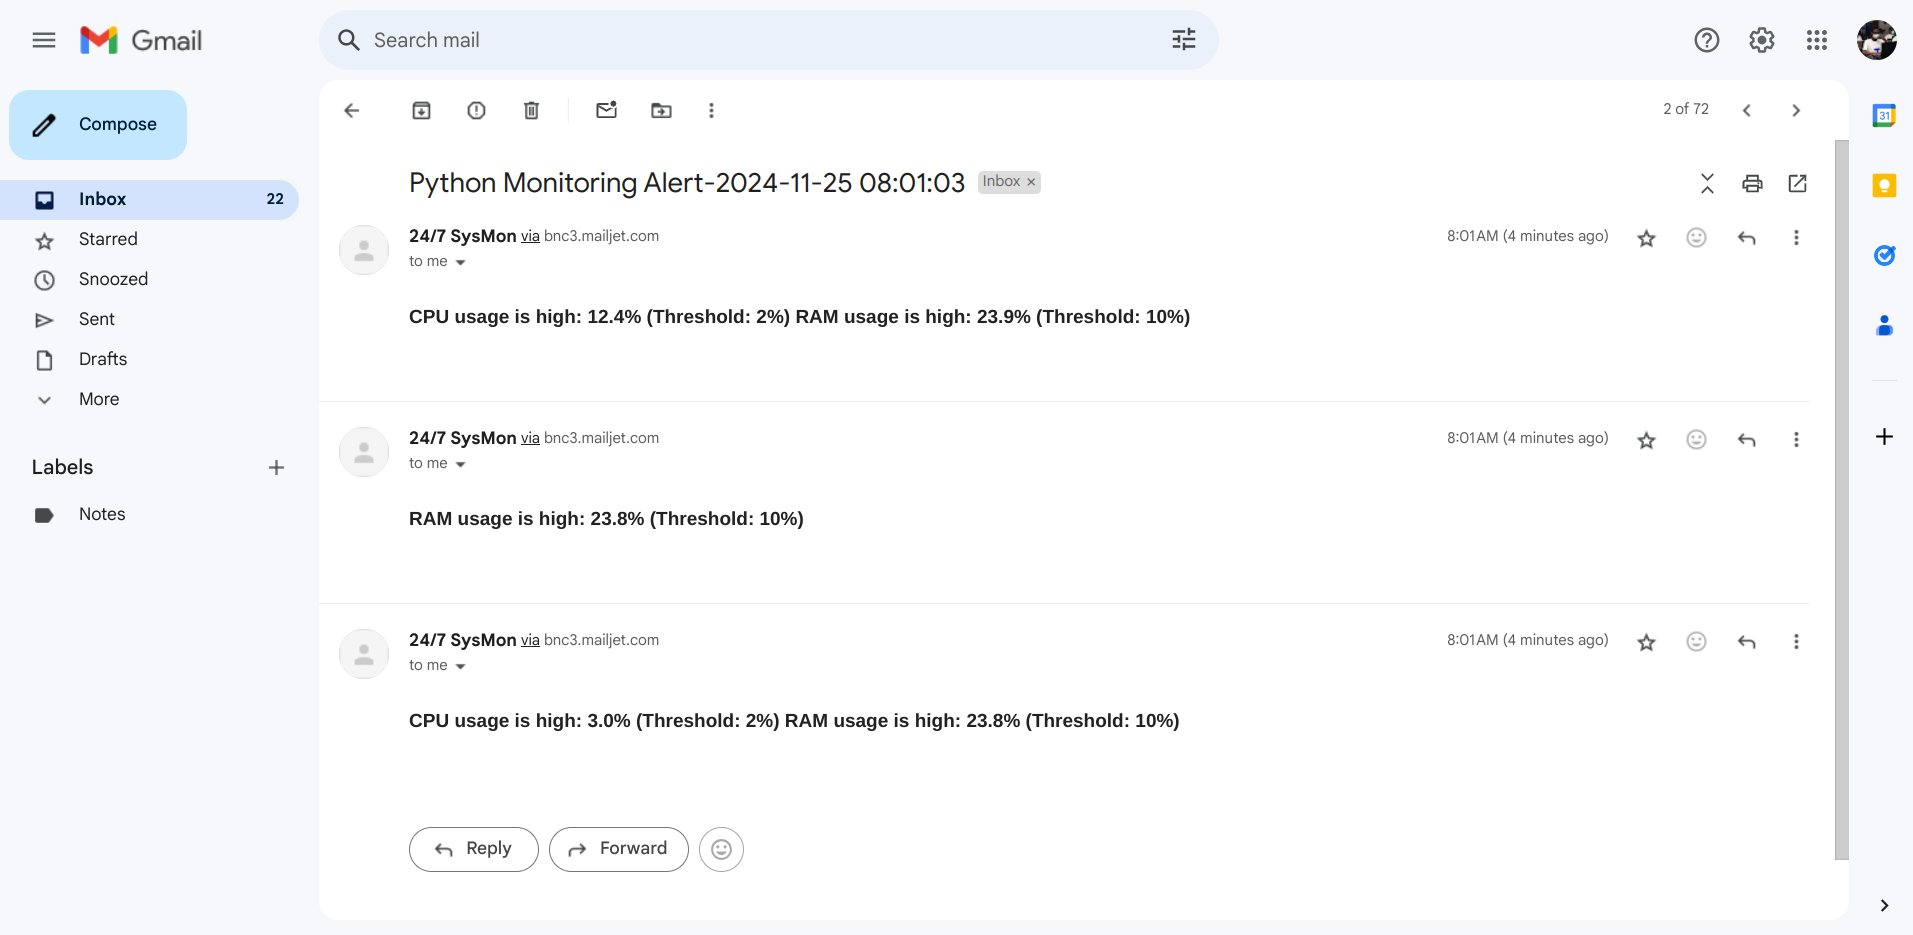 Gmail
Search mail
Compose
2 of 72
Inbox 22
Starred
Snoozed
Sent
Drafts
More
Labels
Notes
Python Monitoring Alert-2024-11-25 08:01:03 Inbox ×
24/7 SysMon via bnc3.mailjet.com 8:01 AM (4 minutes ago)
to me
CPU usage is high: 12.4% (Threshold: 2%) RAM usage is high: 23.9% (Threshold: 10%)
24/7 SysMon via bnc3.mailjet.com 8:01 AM (4 minutes ago)
to me
RAM usage is high: 23.8% (Threshold: 10%)
24/7 SysMon via bnc3.mailjet.com 8:01 AM (4 minutes ago)
to me
CPU usage is high: 3.0% (Threshold: 2%) RAM usage is high: 23.8% (Threshold: 10%)
Reply
Forward
31